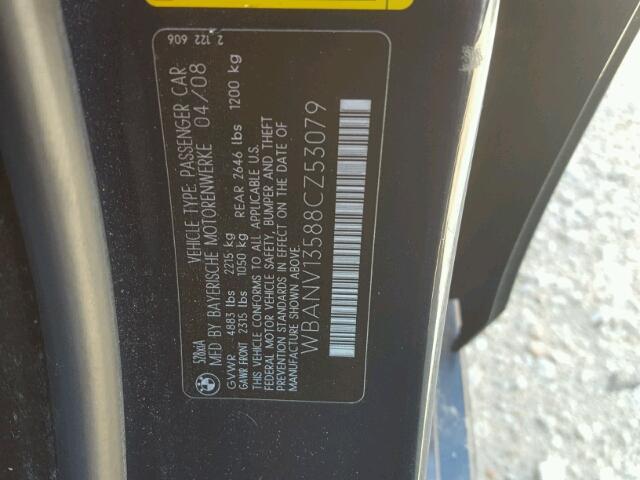 2 122 606
VEHICLE TYPE: PASSENGER CAR
528xiA MFD BY BAYERISCHE MOTORENWERKE 04/08
GVWR 4883 lbs 2215 kg
GAWR FRONT 2315 lbs 1050 kg REAR 2646 lbs 1200 kg
THIS VEHICLE CONFORMS TO ALL APPLICABLE U.S.
FEDERAL MOTOR VEHICLE SAFETY, BUMPER AND THEFT
PREVENTION STANDARDS IN EFFECT ON THE DATE OF
MANUFACTURE SHOWN ABOVE.
WBANV13588CZ53079